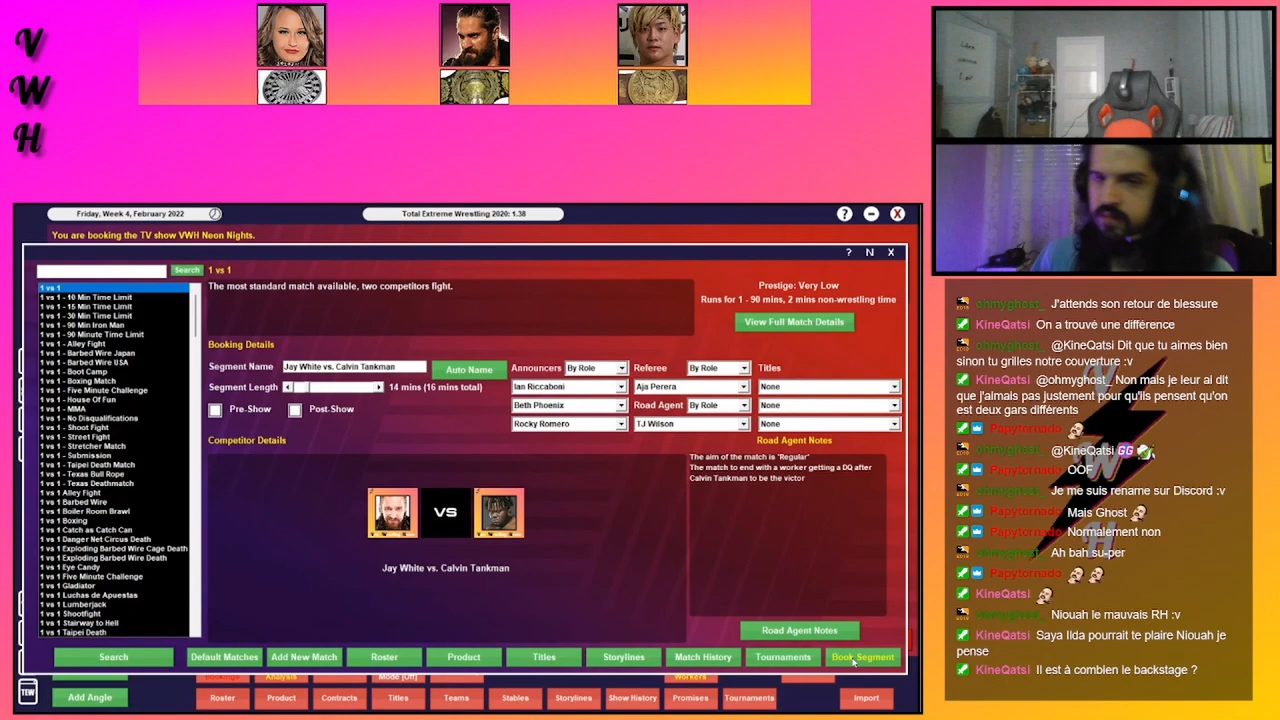 V
W
H
Friday, Week 4, February 2022
Total Extreme Wrestling 2020: 1.38
?
X
You are booking the TV show VWH Neon Nights.
? N X
Search
1 vs 1
The most standard match available, two competitors fight.
Prestige: Very Low
Runs for 1 - 90 mins, 2 mins non-wrestling time
View Full Match Details
1 vs 1
1 vs 1 - 10 Min Time Limit
1 vs 1 - 15 Min Time Limit
1 vs 1 - 30 Min Time Limit
1 vs 1 - 90 Min Iron Man
1 vs 1 - 90 Minute Time Limit
1 vs 1 - Alley Fight
1 vs 1 - Barbed Wire Japan
1 vs 1 - Barbed Wire USA
1 vs 1 - Boot Camp
1 vs 1 - Boxing Match
1 vs 1 - Five Minute Challenge
1 vs 1 - House Of Fun
1 vs 1 - MMA
1 vs 1 - No Disqualifications
1 vs 1 - Shoot Fight
1 vs 1 - Street Fight
1 vs 1 - Stretcher Match
1 vs 1 - Submission
1 vs 1 - Taipei Death Match
1 vs 1 - Texas Bull Rope
1 vs 1 - Texas Deathmatch
1 vs 1 Alley Fight
1 vs 1 Barbed Wire
1 vs 1 Boiler Room Brawl
1 vs 1 Boxing
1 vs 1 Catch as Catch Can
1 vs 1 Danger Net Circus Death
1 vs 1 Exploding Barbed Wire Cage Death
1 vs 1 Exploding Barbed Wire Death
1 vs 1 Eye Candy
1 vs 1 Five Minute Challenge
1 vs 1 Gladiator
1 vs 1 Luchas de Apuestas
1 vs 1 Lumberjack
1 vs 1 Shootfight
1 vs 1 Stairway to Hell
1 vs 1 Taipei Death
Booking Details
Segment Name
Jay White vs. Calvin Tankman
Auto Name
Announcers
By Role
Referee
By Role
Titles
Segment Length
14 mins (16 mins total)
Ian Riccaboni
Aja Perera
None
Pre-Show
Post-Show
Beth Phoenix
Road Agent
By Role
None
Rocky Romero
TJ Wilson
None
Competitor Details
Road Agent Notes
The aim of the match is 'Regular'
The match to end with a worker getting a DQ after
Calvin Tankman to be the victor
VS
Jay White vs. Calvin Tankman
Road Agent Notes
Search
Default Matches
Add New Match
Roster
Product
Titles
Storylines
Match History
Tournaments
Book Segment
Bookings
Analysis
Mode [Off]
Workers
TEW
Add Angle
Roster
Product
Contracts
Titles
Teams
Stables
Storylines
Show History
Promises
Tournaments
Import
ohmyghost_ J'attends son retour de blessure
KineQatsi On a trouvé une différence
ohmyghost_ @KineQatsi Dit que tu aimes bien
sinon tu grilles notre couverture :v
KineQatsi @ohmyghost_ Non mais je leur ai dit
que j'aimais pas justement pour qu'ils pensent qu'on
est deux gars différents
Papytornado
ohmyghost_ @KineQatsi GG
Papytornado OOF
ohmyghost_ Je me suis rename sur Discord :v
Papytornado Mais Ghost
Papytornado Normalement non
ohmyghost_ Ah bah su-per
Papytornado
KineQatsi
ohmyghost_ Niouah le mauvais RH :v
KineQatsi Saya Ilda pourrait te plaire Niouah je
pense
KineQatsi Il est à combien le backstage ?